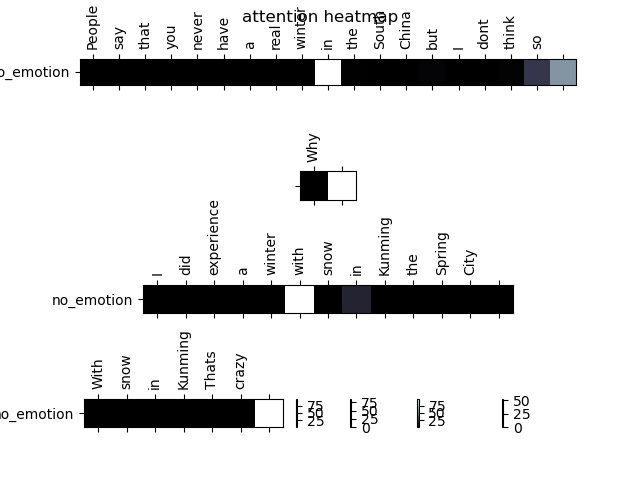 attention heatmap
People say that you never have a real winter in the South China but I dont think so
o_emotion
Why
I did experience a winter with snow in Kunming the Spring City
no_emotion
With snow in Kunming Thats crazy
o_emotion
75 50 25
75 50 25 0
75 50 25
50 25 0